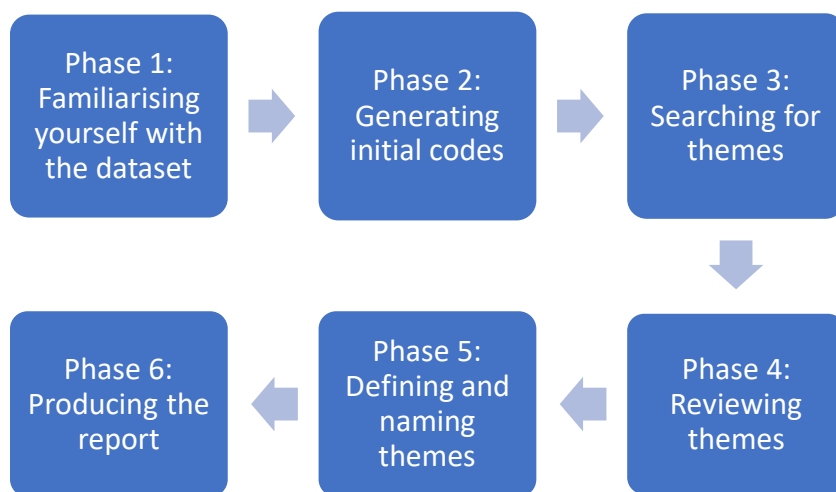 Phase 1:
Familiarising
yourself with
the dataset
Phase 2:
Generating
initial codes
Phase 3:
Searching for
themes
Phase 4:
Reviewing
themes
Phase 5:
Defining and
naming
themes
Phase 6:
Producing the
report